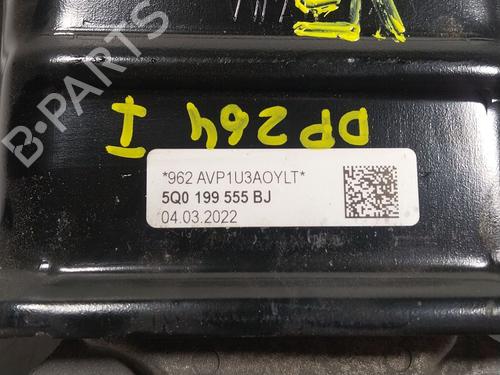 B-PARTS
DP264 I
*962 AVP1U3AOYLT*
5Q0 199 555 BJ
04.03.2022